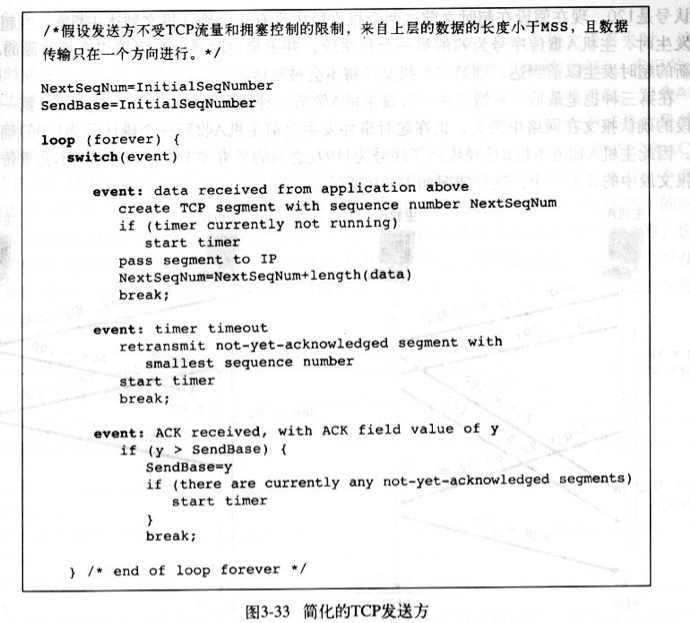 /*假设发送方不受TCP流量和拥塞控制的限制，来自上层的数据的长度小于MSS，且数据
传输只在一个方向进行。*/
NextSeqNum=InitialSeqNumber
SendBase=InitialSeqNumber
loop (forever) {
switch(event)
event: data received from application above
create TCP segment with sequence number NextSeqNum
if (timer currently not running)
start timer
pass segment to IP
NextSeqNum=NextSeqNum+length(data)
break;
event: timer timeout
retransmit not-yet-acknowledged segment with
smallest sequence number
start timer
break;
event: ACK received, with ACK field value of y
if (y > SendBase) {
SendBase=y
if (there are currently any not-yet-acknowledged segments)
start timer
}
break;
} /* end of loop forever */
图3-33 简化的TCP发送方